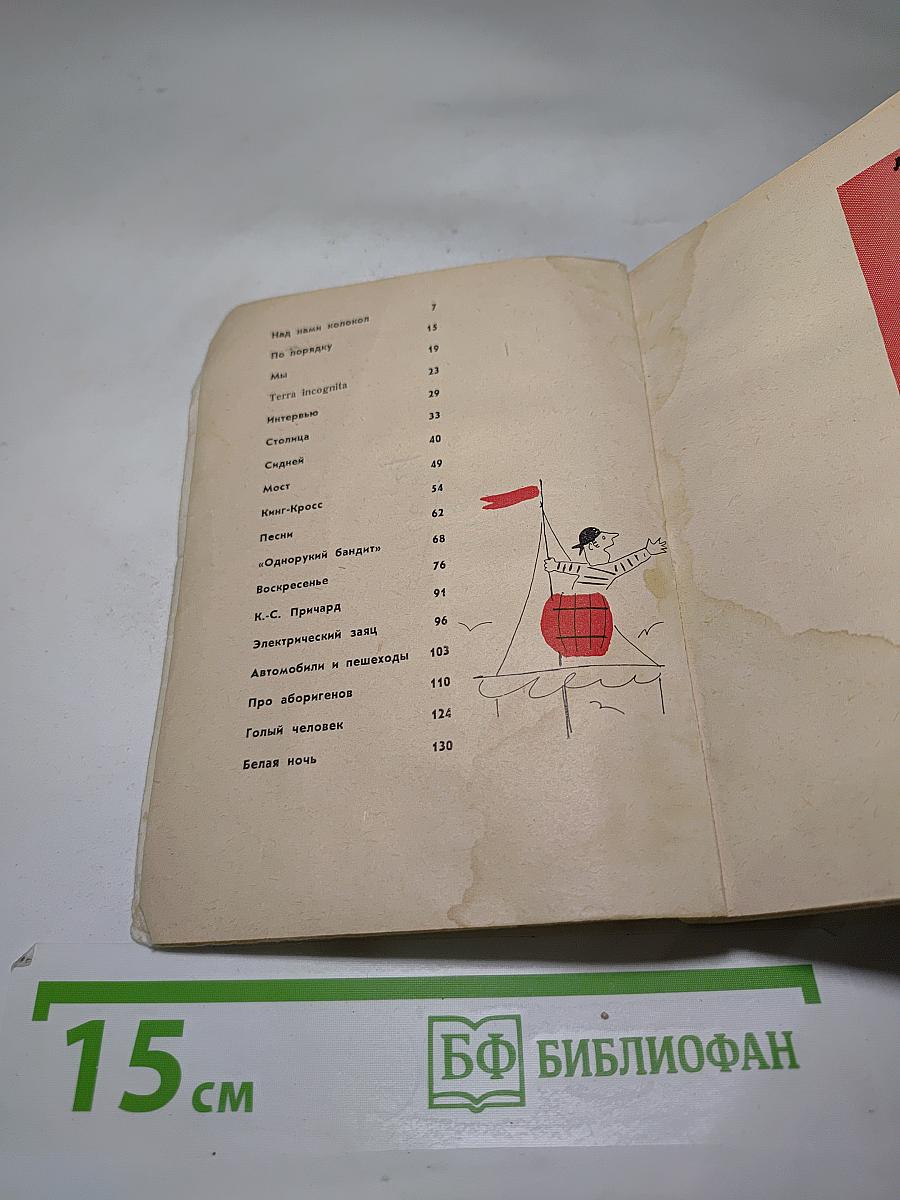 Над нами колокол 7
По порядку 15
Мы 19
Terra incognita 23
Интервью 29
Столица 33
Сидней 40
Мост 49
Кинг-Кросс 54
Песни 62
«Однорукий бандит» 68
Воскресенье 76
К.-С. Причард 91
Электрический заяц 96
Автомобили и пешеходы 103
Про аборигенов 110
Голый человек 124
Белая ночь 130
15 см
БФ БИБЛИОФАН